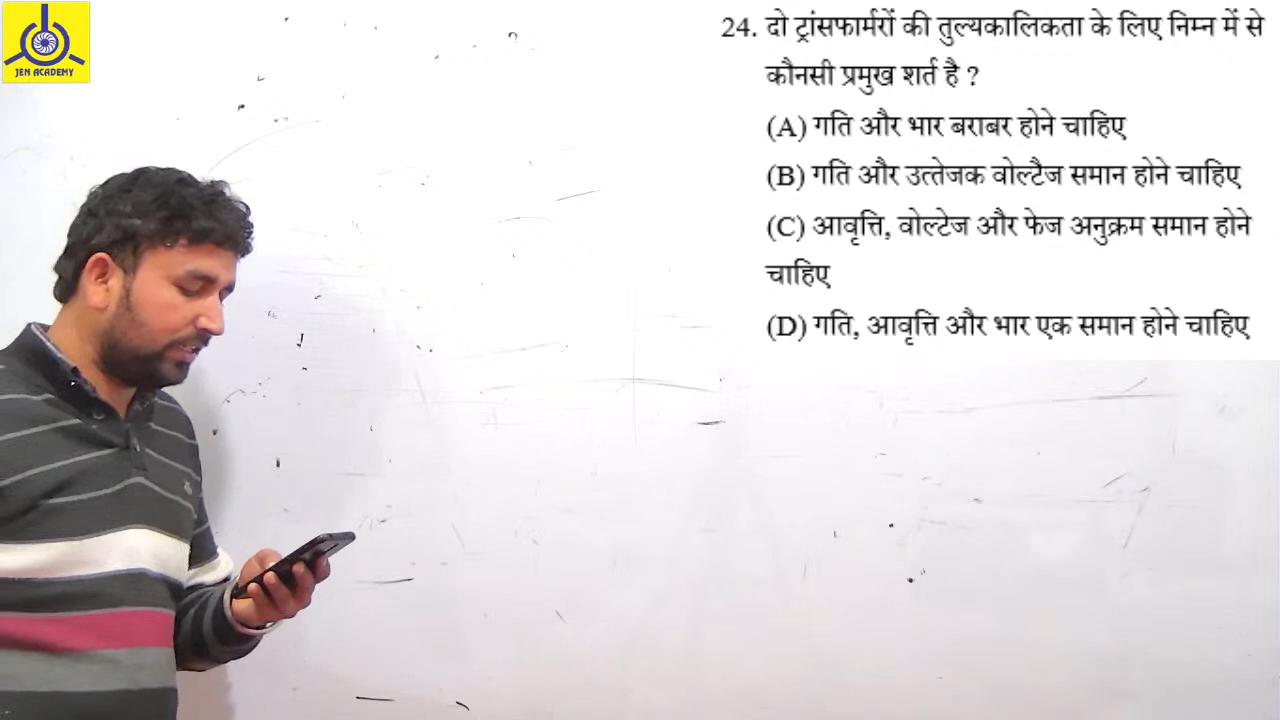 JEN ACADEMY
24. दो ट्रांसफार्मरों की तुल्यकालिकता के लिए निम्न में से
कौनसी प्रमुख शर्त है ?
(A) गति और भार बराबर होने चाहिए
(B) गति और उत्तेजक वोल्टैज समान होने चाहिए
(C) आवृत्ति, वोल्टेज और फेज अनुक्रम समान होने
चाहिए
(D) गति, आवृत्ति और भार एक समान होने चाहिए